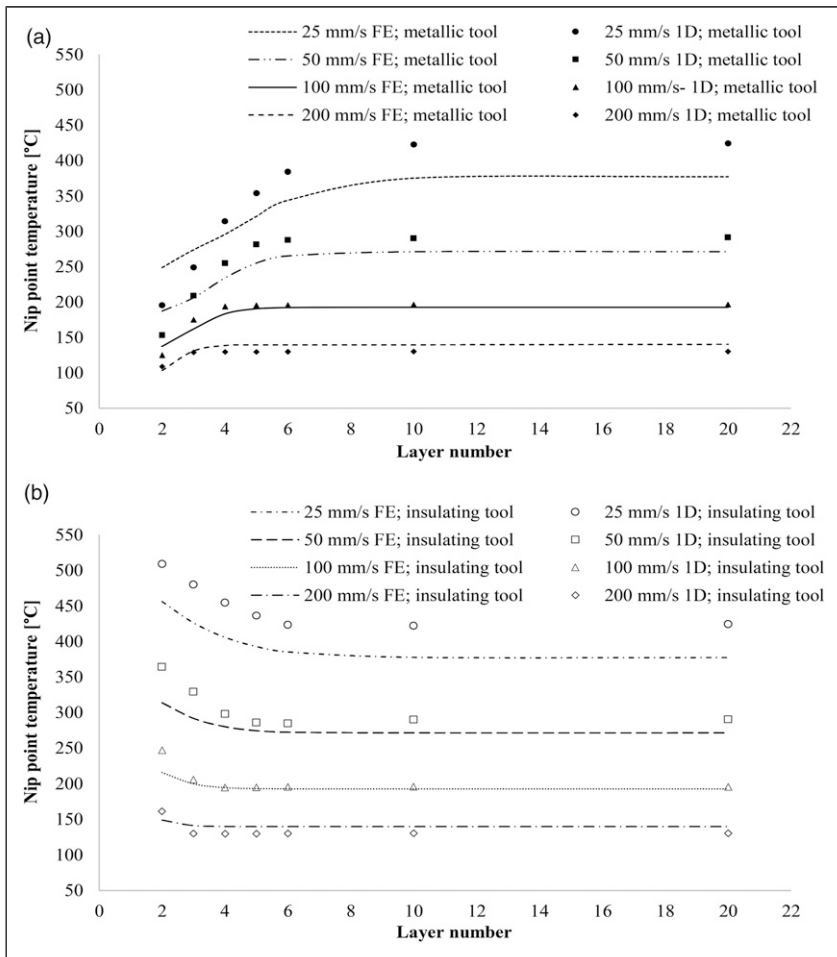 (a)
25 mm/s FE; metallic tool
25 mm/s 1D; metallic tool
50 mm/s FE; metallic tool
50 mm/s 1D; metallic tool
100 mm/s FE; metallic tool
100 mm/s- 1D; metallic tool
200 mm/s FE; metallic tool
200 mm/s 1D; metallic tool
550
500
450
400
350
300
250
200
150
100
50
Nip point temperature [°C]
0 2 4 6 8 10 12 14 16 18 20 22
Layer number
(b)
25 mm/s FE; insulating tool
25 mm/s 1D; insulating tool
50 mm/s FE; insulating tool
50 mm/s 1D; insulating tool
100 mm/s FE; insulating tool
100 mm/s 1D; insulating tool
200 mm/s FE; insulating tool
200 mm/s 1D; insulating tool
550
500
450
400
350
300
250
200
150
100
50
Nip point temperature [°C]
0 2 4 6 8 10 12 14 16 18 20 22
Layer number